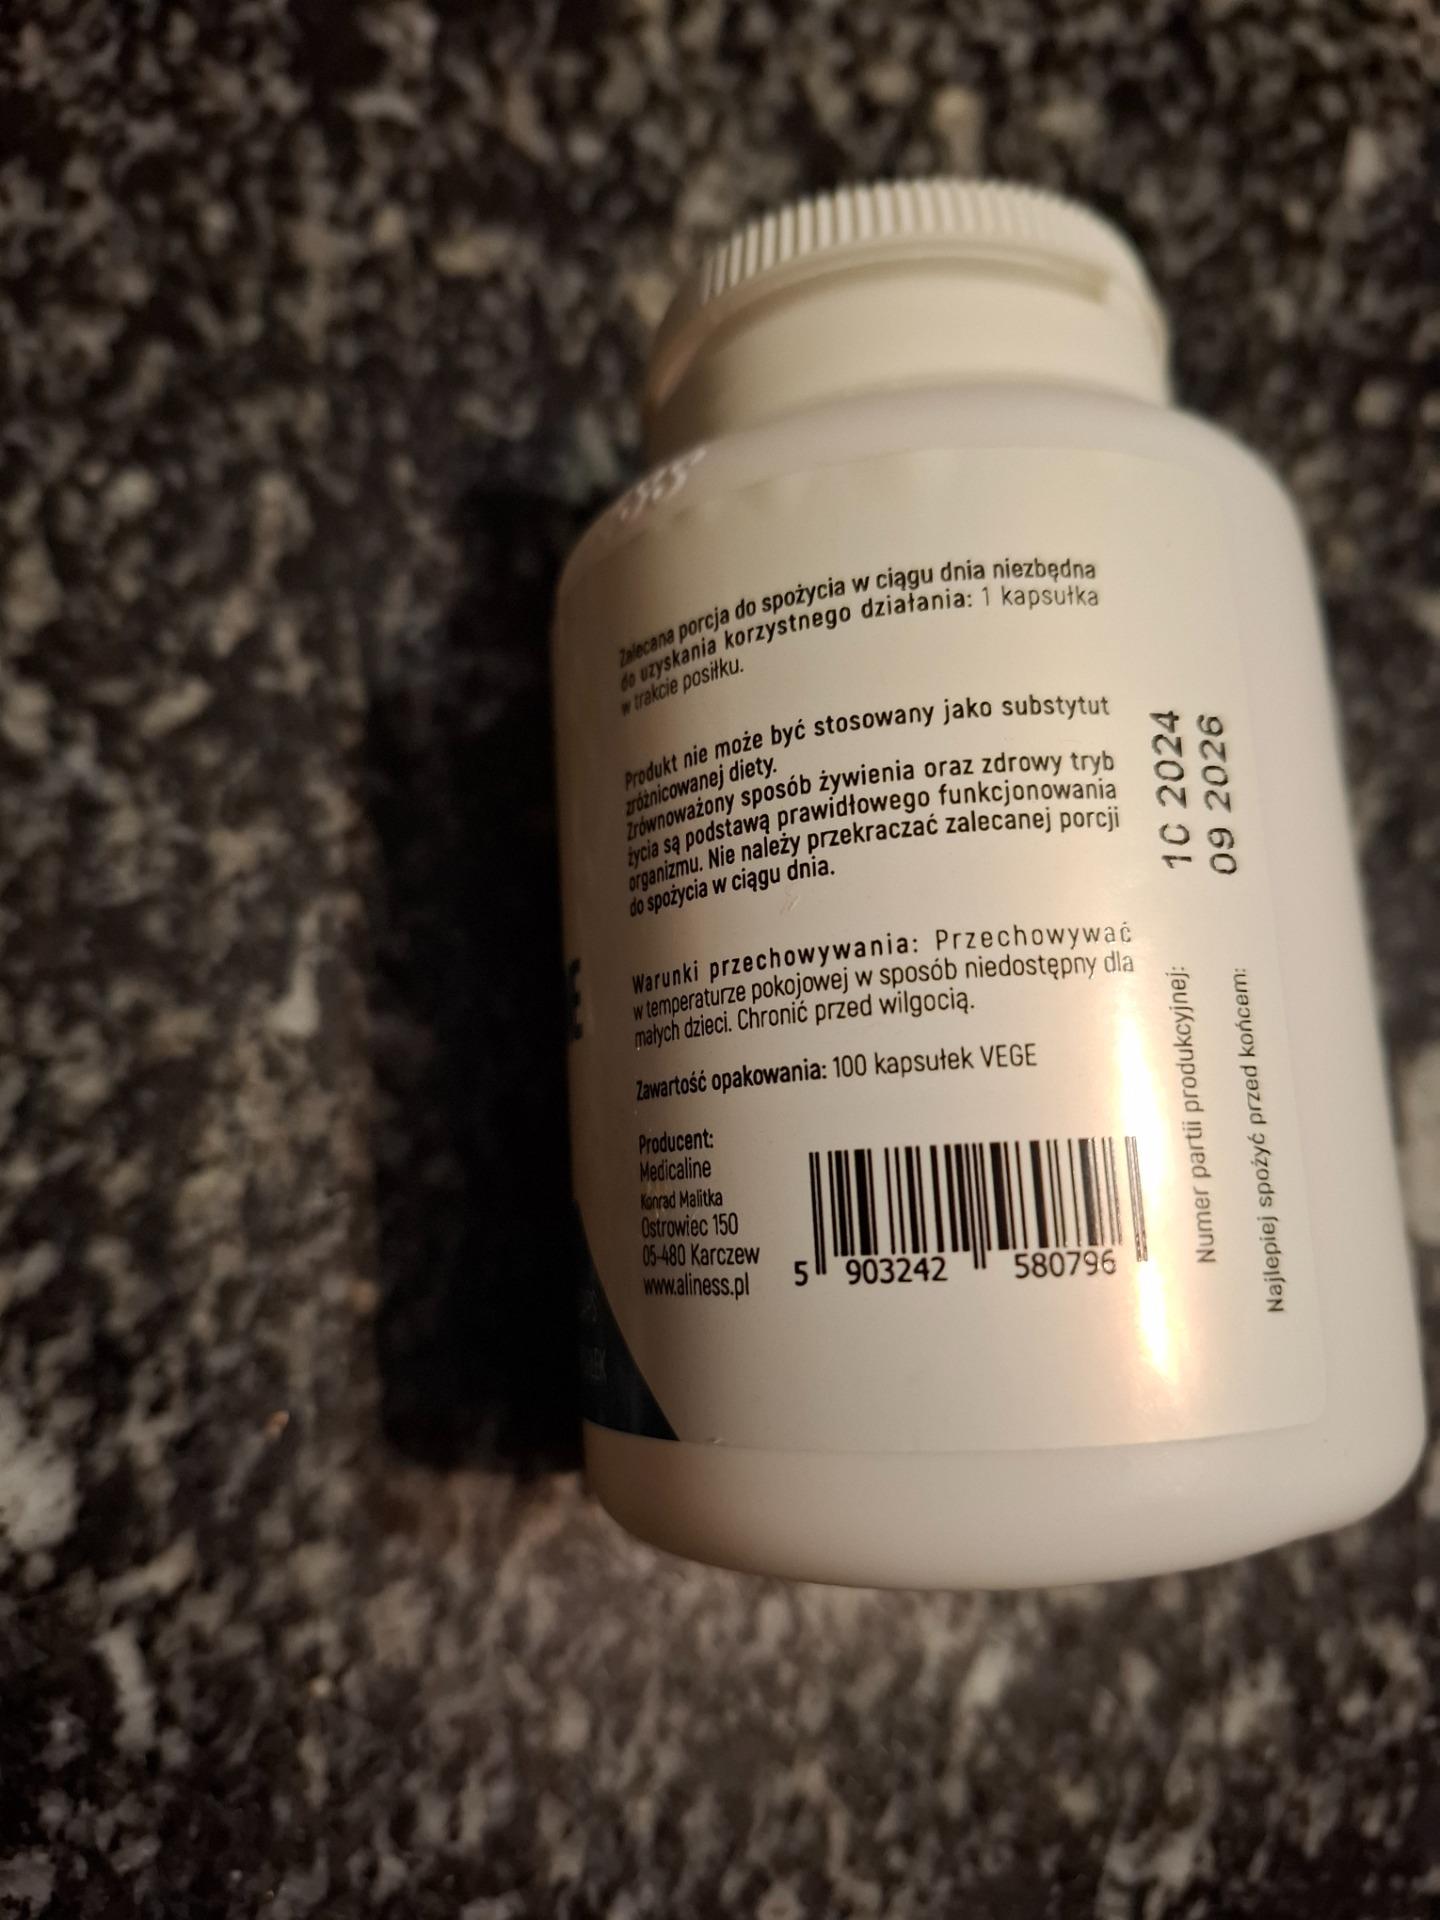 Zalecana porcja do spożycia w ciągu dnia niezbędna
do uzyskania korzystnego działania: 1 kapsułka
w trakcie posiłku.
Produkt nie może być stosowany jako substytut
zróżnicowanej diety.
Zrównoważony sposób żywienia oraz zdrowy tryb
życia są podstawą prawidłowego funkcjonowania
organizmu. Nie należy przekraczać zalecanej porcji
do spożycia w ciągu dnia.
Warunki przechowywania: Przechowywać
w temperaturze pokojowej w sposób niedostępny dla
małych dzieci. Chronić przed wilgocią.
Zawartość opakowania: 100 kapsułek VEGE
Producent:
Medicaline
Konrad Malitka
Ostrowiec 150
05-480 Karczew
www.aliness.pl
5 903242 580796
Numer partii produkcyjnej: 1C 2024
Najlepiej spożyć przed końcem: 09 2026